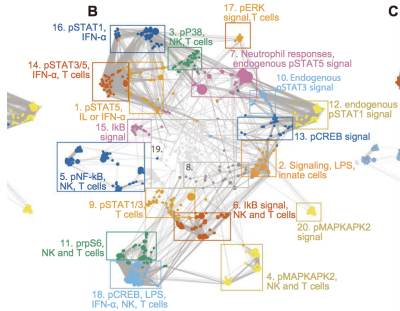 B
C
17. pERK
signal,T cells
16. pSTAT1,
IFN-α
3. pP38,
NK,T cells
7. Neutrophil responses,
endogenous pSTAT5 signal
14. pSTAT3/5,
IFN-α, T cells
10. Endogenous
pSTAT3 signal
1. pSTAT5,
IL or IFN-α
12. endogenous
pSTAT1 signal
15. IkB
signal
13. pCREB signal
19.
8.
5. pNF-kB,
NK, T cells
2. Signaling, LPS,
innate cells
9. pSTAT1/3,
T cells
6. IkB signal,
NK and T cells
20. pMAPKAPK2
signal
11. prpS6,
NK and T cells
4. pMAPKAPK2,
NK and T cells
18. pCREB, LPS,
IFN-α, NK, T cells